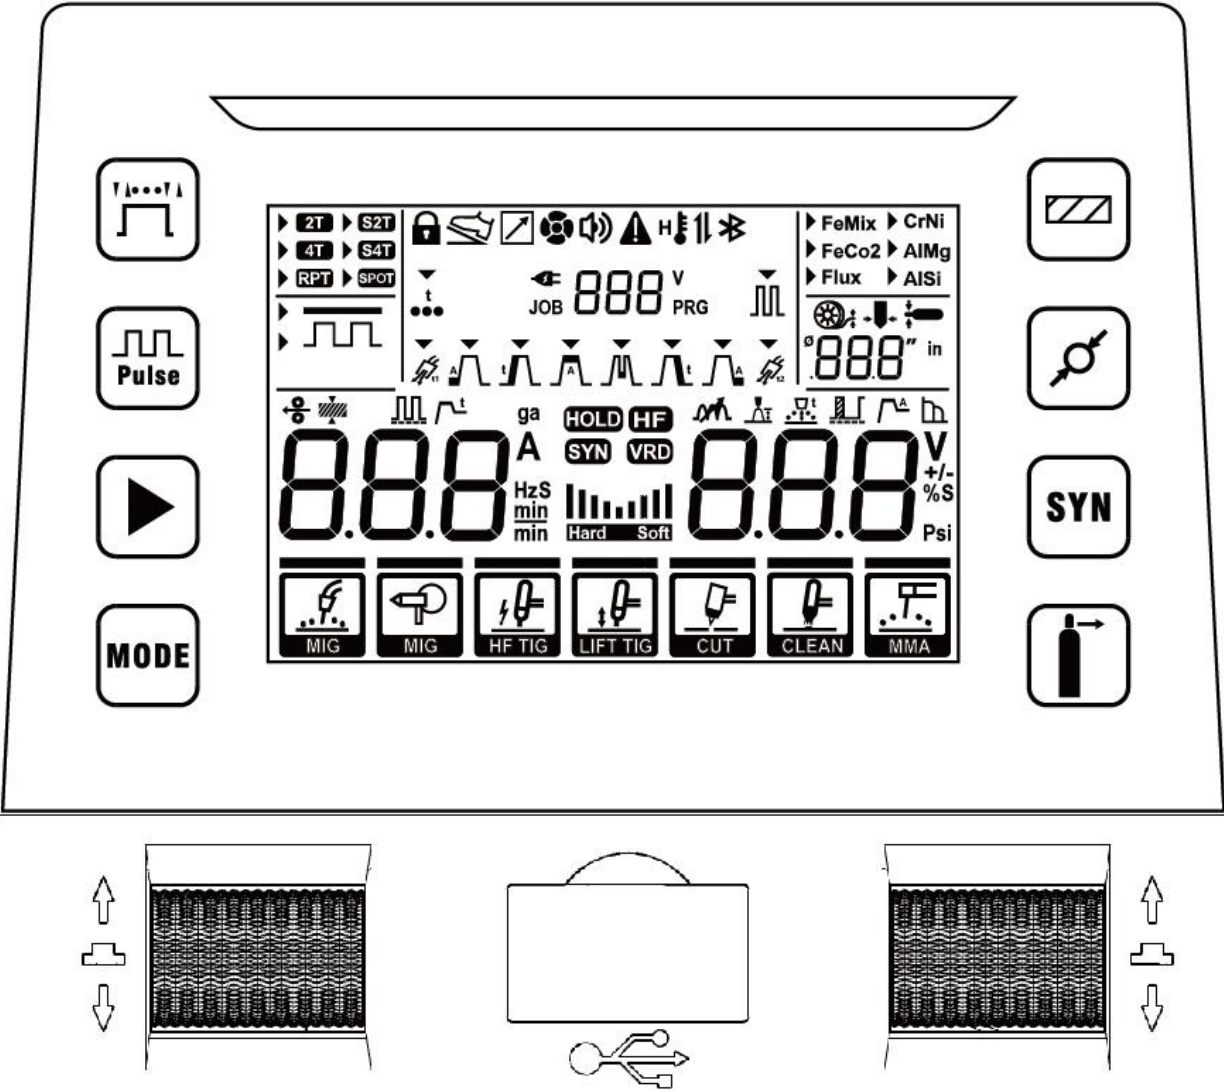 2T S2T
4T S4T
RPT SPOT
H
t
888 V
JOB PRG
FeMix CrNi
FeCo2 AlMg
Flux AlSi
Pulse
t1 A t A t A t2
ø 888" in
t ga HOLD HF t A
888 A SYN VRD 888 V
+/-
HzS %S
min
min Hard Soft Psi
SYN
MIG MIG HF TIG LIFT TIG CUT CLEAN MMA
MODE